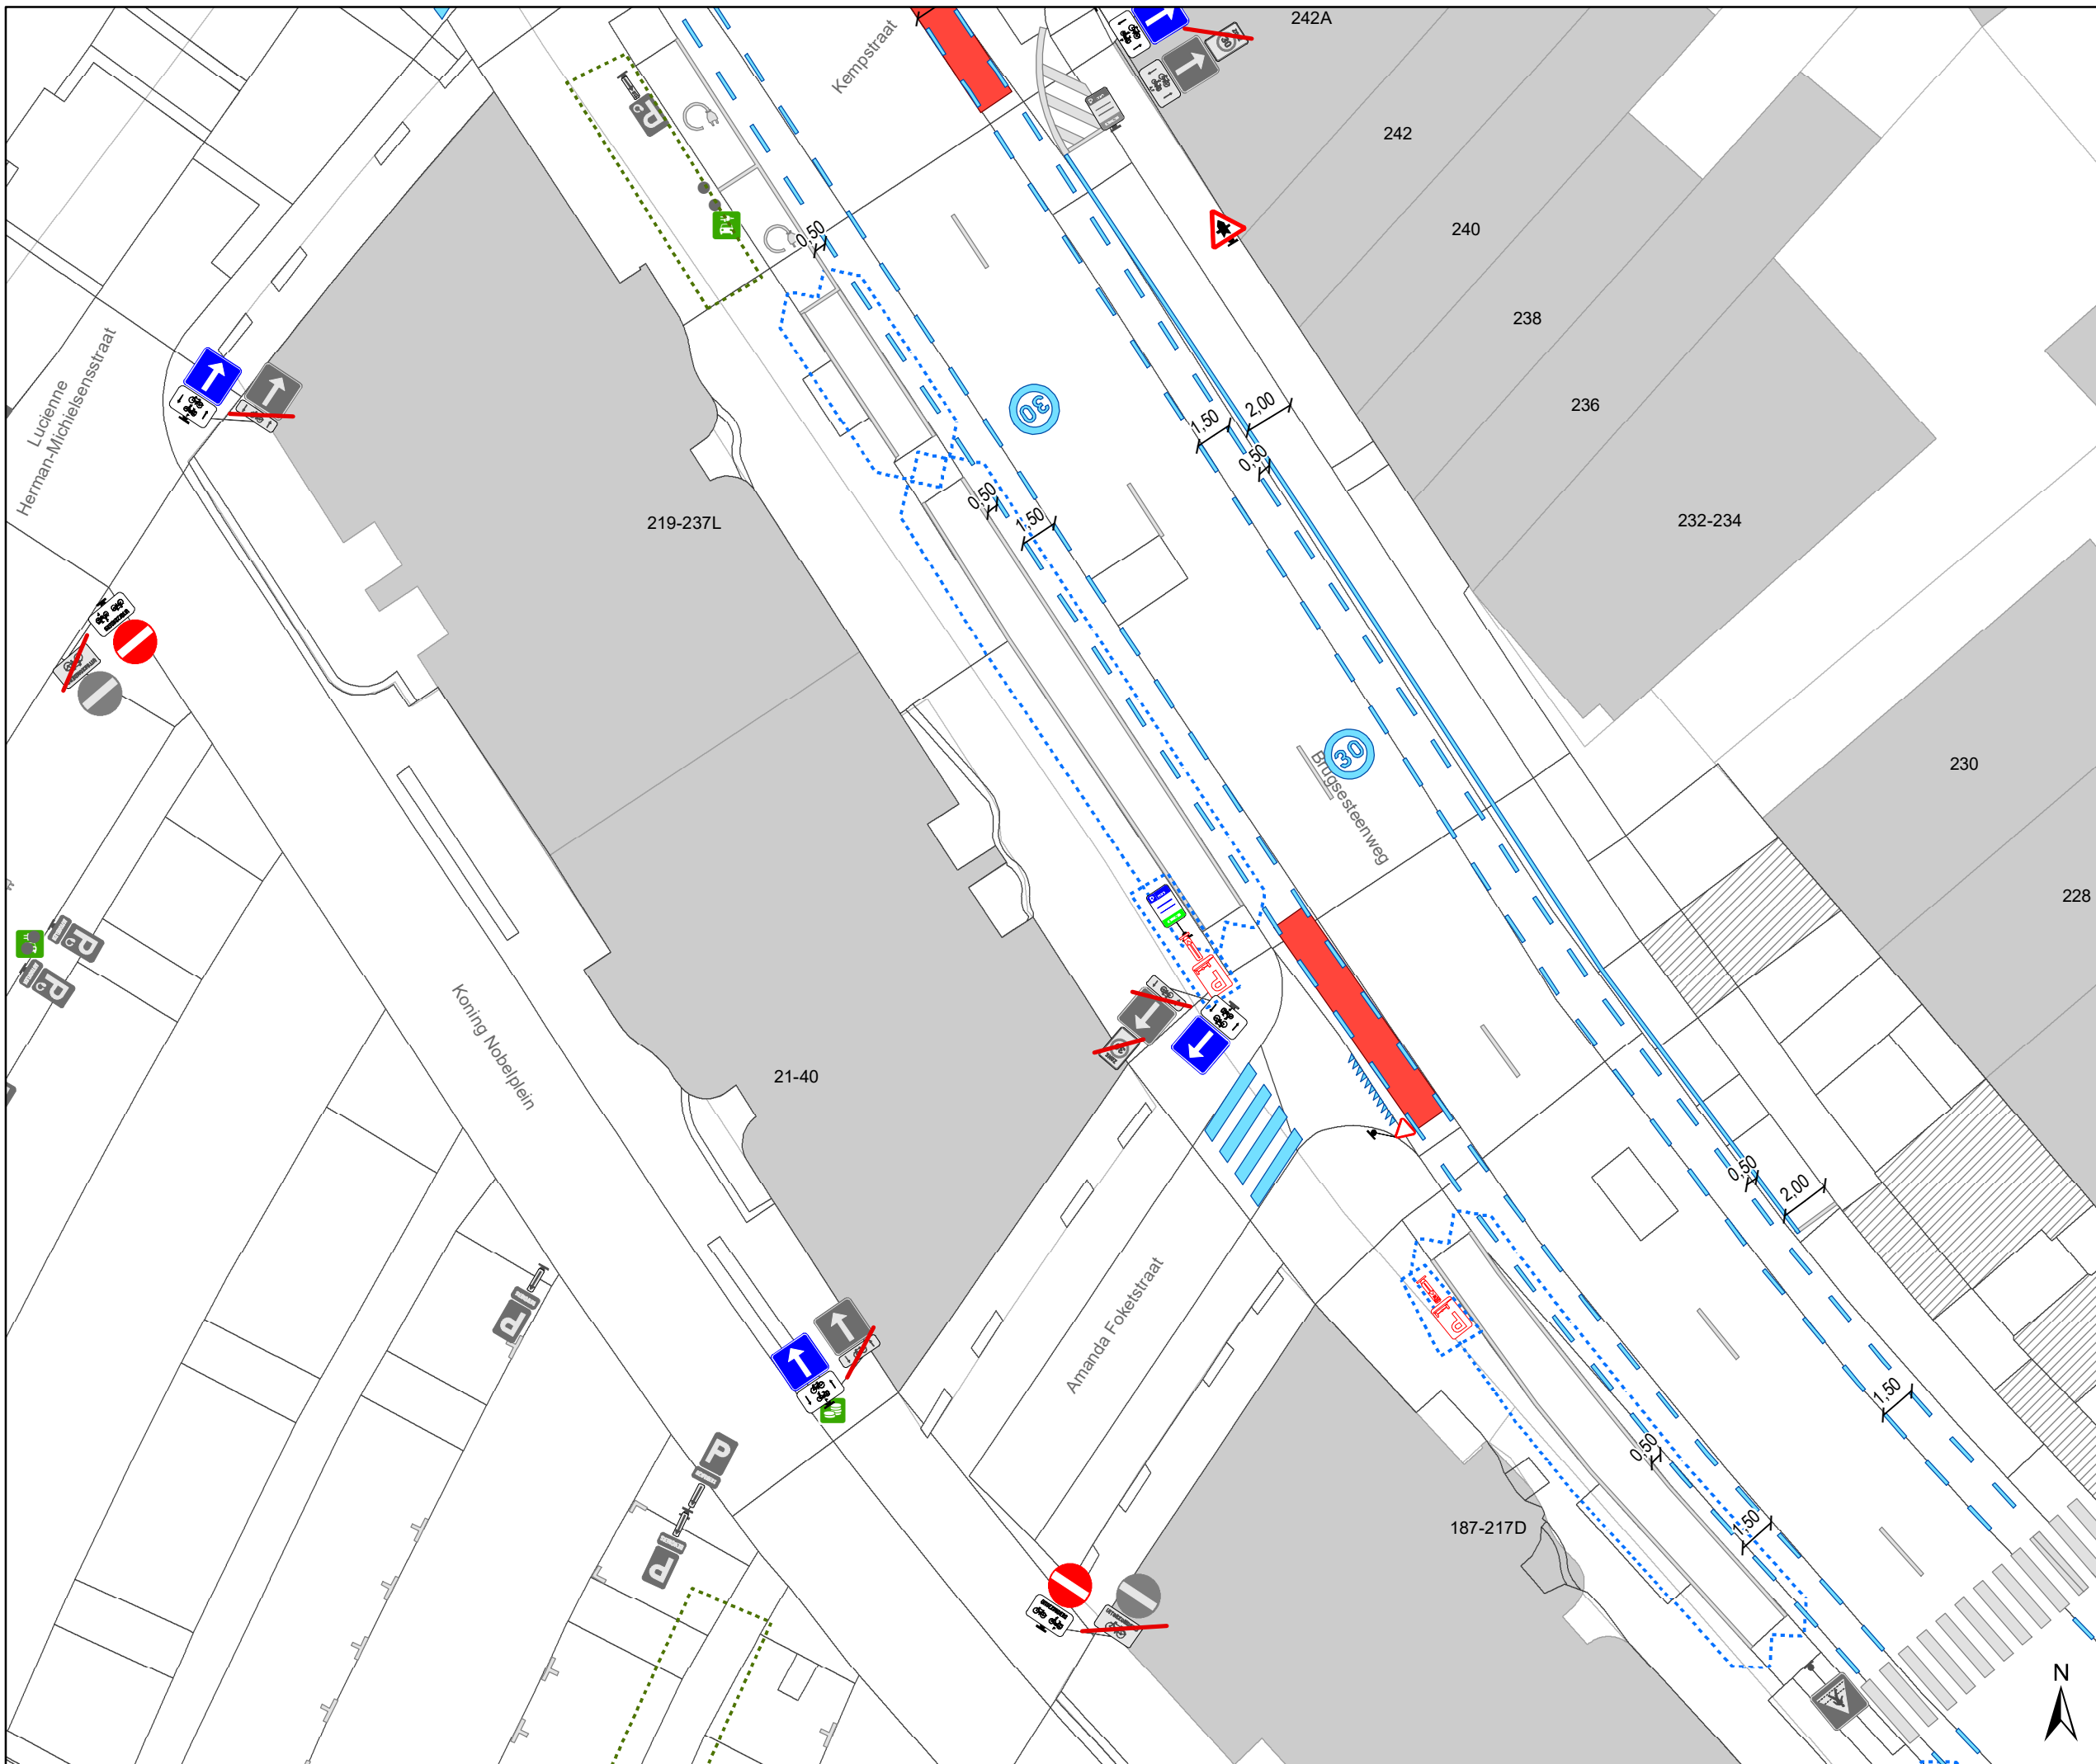 242A
Kempstraat
242
240
0,50
238
30
2,00
1,50
236
0,50
Lucienne
Herman-Michielsensstraat
219-237L
0,50
1,50
232-234
30
Brugsesteenweg
230
228
P
P
P
P
Koning Nobelplein
21-40
0,50
2,00
Amanda Foketstraat
P
1,50
P
0,50
P
P
1,50
187-217D
N